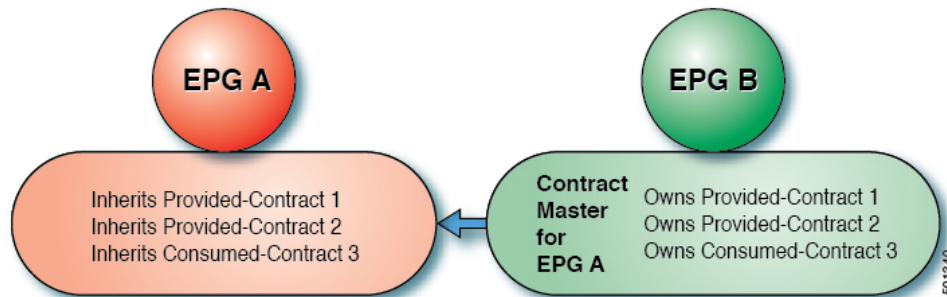 EPG A
EPG B
Inherits Provided-Contract 1
Inherits Provided-Contract 2
Inherits Consumed-Contract 3
Contract
Master
for
EPG A
Owns Provided-Contract 1
Owns Provided-Contract 2
Owns Consumed-Contract 3